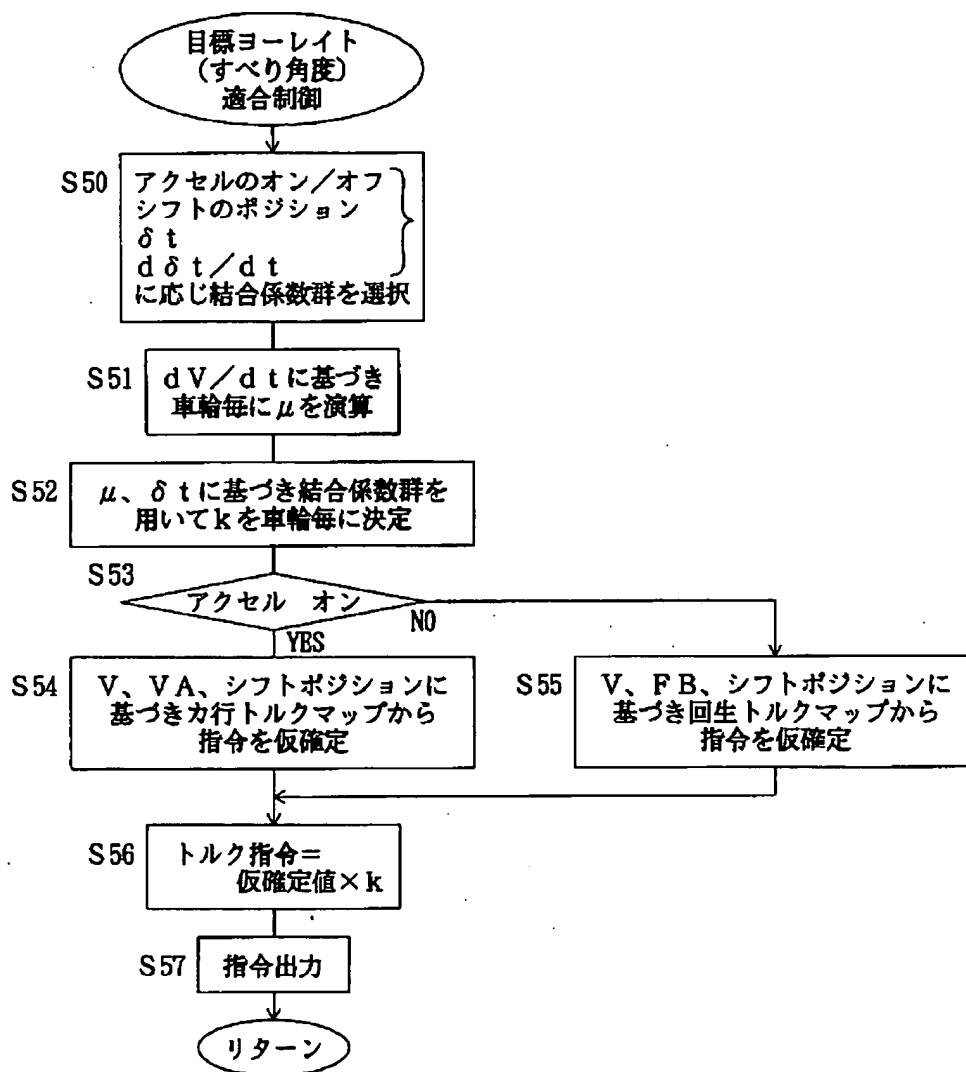 目標ヨーレイト
(すべり角度)
適合制御
S50
アクセルのオン/オフ
シフトのポジション
δt
dδt/dt
に応じ結合係数群を選択
S51
dV/dtに基づき
車輪毎にμを演算
S52
μ、δtに基づき結合係数群を
用いてkを車輪毎に決定
S53
アクセル オン
NO
YES
S54
V、VA、シフトポジションに
基づき力行トルクマップから
指令を仮確定
S55
V、FB、シフトポジションに
基づき回生トルクマップから
指令を仮確定
S56
トルク指令=
仮確定値×k
S57
指令出力
リターン